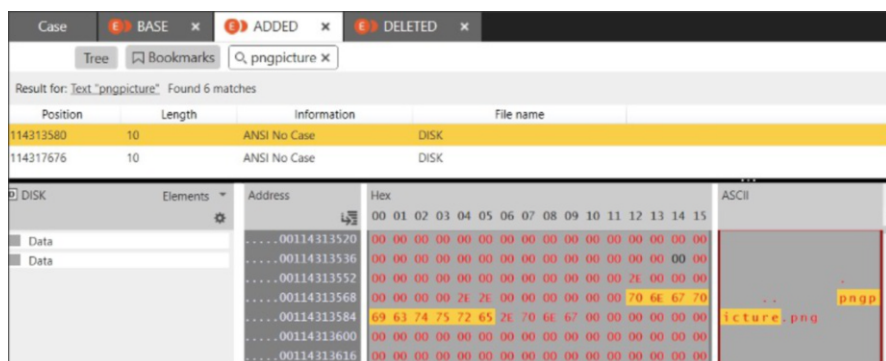 Case BASE × ADDED × DELETED ×
Tree Bookmarks pngpicture ×
Result for: Text "pngpicture" Found 6 matches
Position Length Information File name
114313580 10 ANSI No Case DISK
114317676 10 ANSI No Case DISK
DISK Elements Address Hex ASCII
00 01 02 03 04 05 06 07 08 09 10 11 12 13 14 15
Data .....00114313520 00 00 00 00 00 00 00 00 00 00 00 00 00 00 00 00
Data .....00114313536 00 00 00 00 00 00 00 00 00 00 00 00 00 00 00 00
.....00114313552 00 00 00 00 00 00 00 00 00 00 00 00 2E 00 00 00 .
.....00114313568 00 00 00 00 2E 2E 00 00 00 00 00 00 70 6E 67 70 .. pngp
.....00114313584 69 63 74 75 72 65 2E 70 6E 67 00 00 00 00 00 00 icture.png
.....00114313600 00 00 00 00 00 00 00 00 00 00 00 00 00 00 00 00
.....00114313616 00 00 00 00 00 00 00 00 00 00 00 00 00 00 00 00